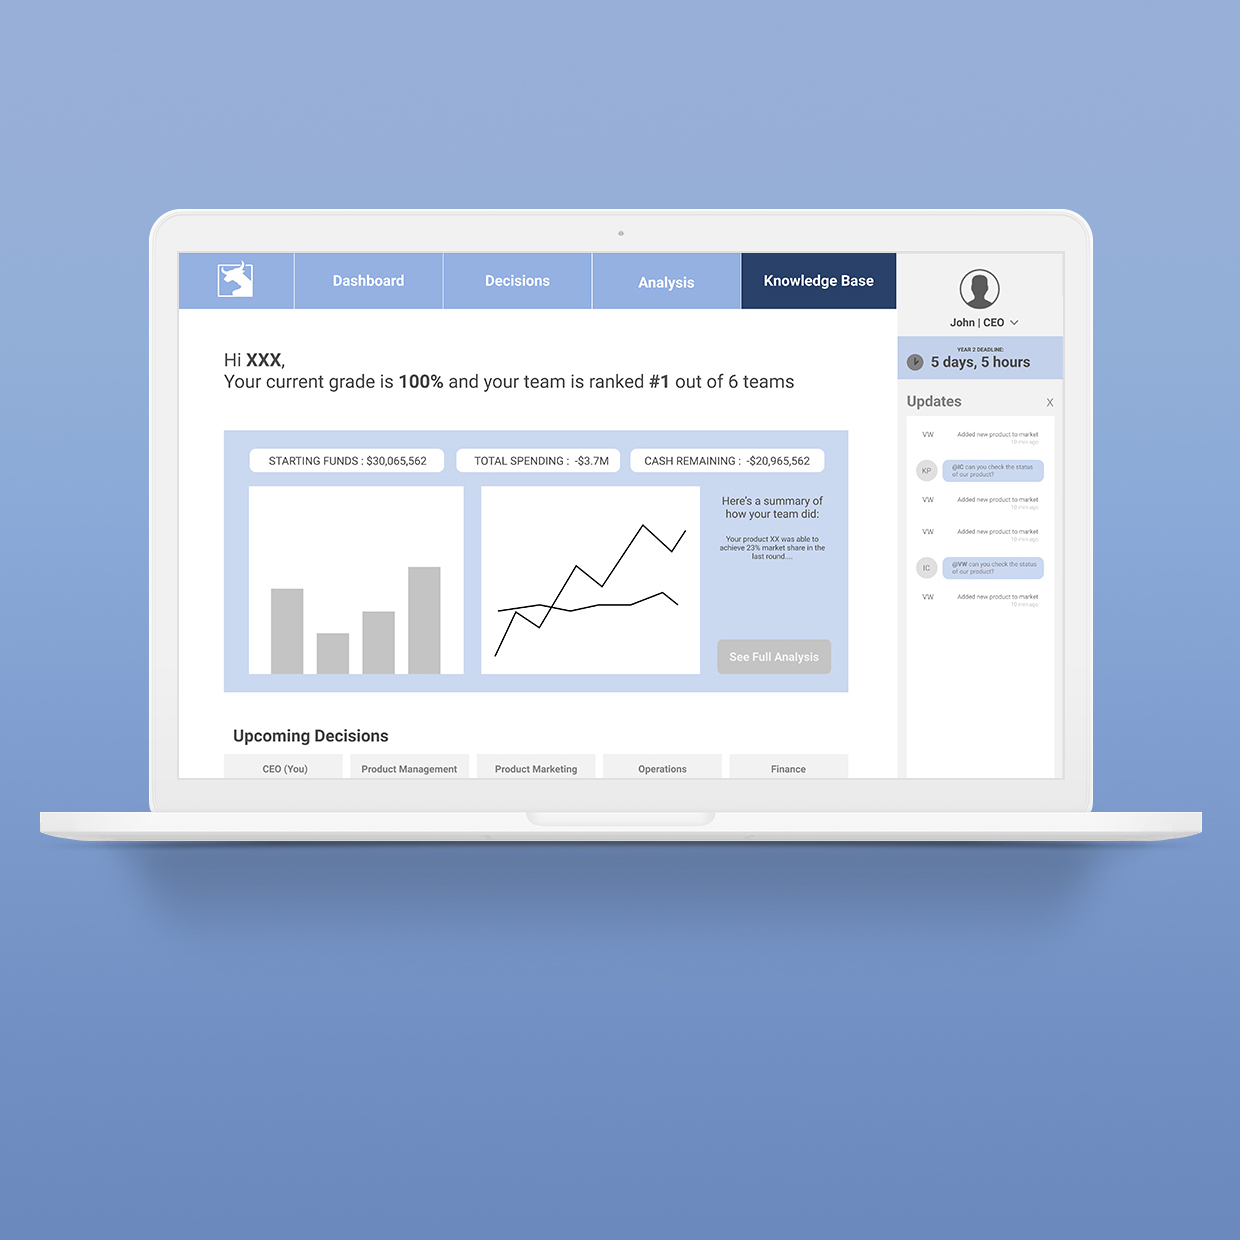 Dashboard
Decisions
Analysis
Knowledge Base
John | CEO
YEAR 2 DEADLINE:
5 days, 5 hours
Hi XXX,
Your current grade is 100% and your team is ranked #1 out of 6 teams
STARTING FUNDS : $30,065,562
TOTAL SPENDING : -$3.7M
CASH REMAINING : -$20,965,562
Here's a summary of
how your team did:
Your product XX was able to
achieve 23% market share in the
last round....
See Full Analysis
Upcoming Decisions
CEO (You)
Product Management
Product Marketing
Operations
Finance
Updates
X
VW
Added new product to market
10 min ago
KP
@IC can you check the status
of our product?
VW
Added new product to market
10 min ago
VW
Added new product to market
10 min ago
IC
@VW can you check the status
of our product?
VW
Added new product to market
10 min ago